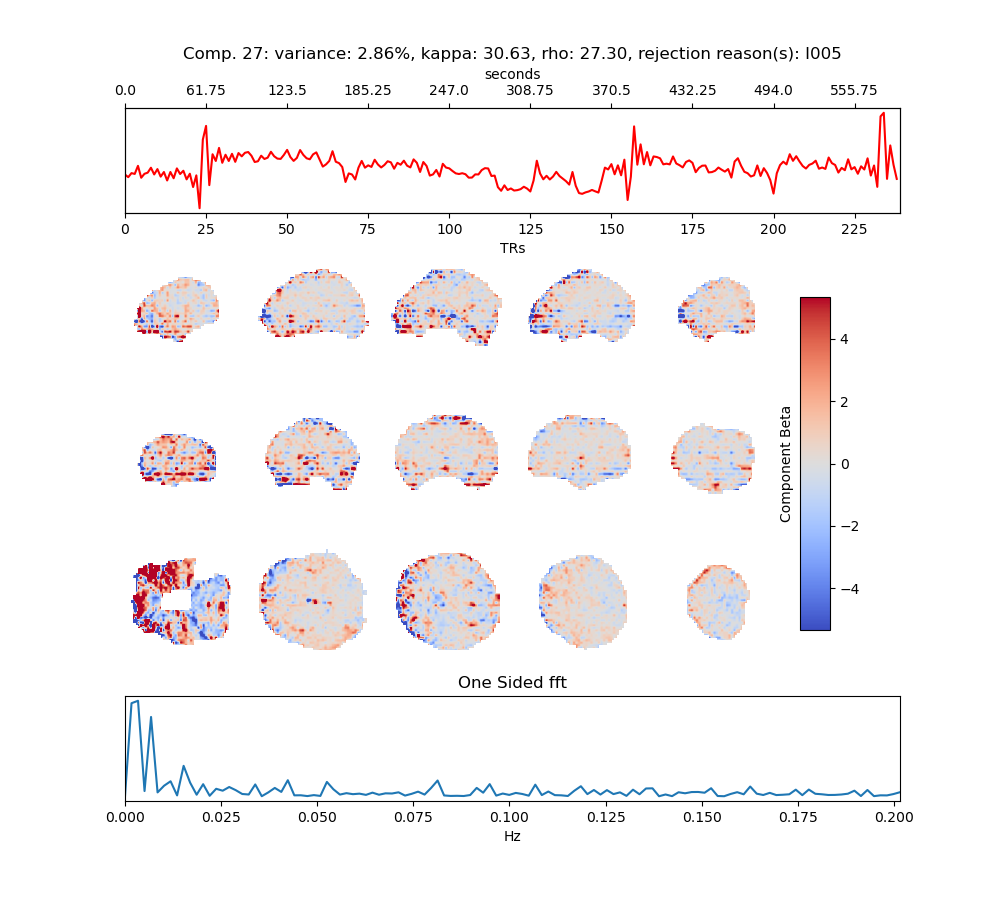 Comp. 27: variance: 2.86%, kappa: 30.63, rho: 27.30, rejection reason(s): I005
seconds
0.0 61.75 123.5 185.25 247.0 308.75 370.5 432.25 494.0 555.75
0 25 50 75 100 125 150 175 200 225
TRs
4
2
0
−2
−4
Component Beta
One Sided fft
0.000 0.025 0.050 0.075 0.100 0.125 0.150 0.175 0.200
Hz